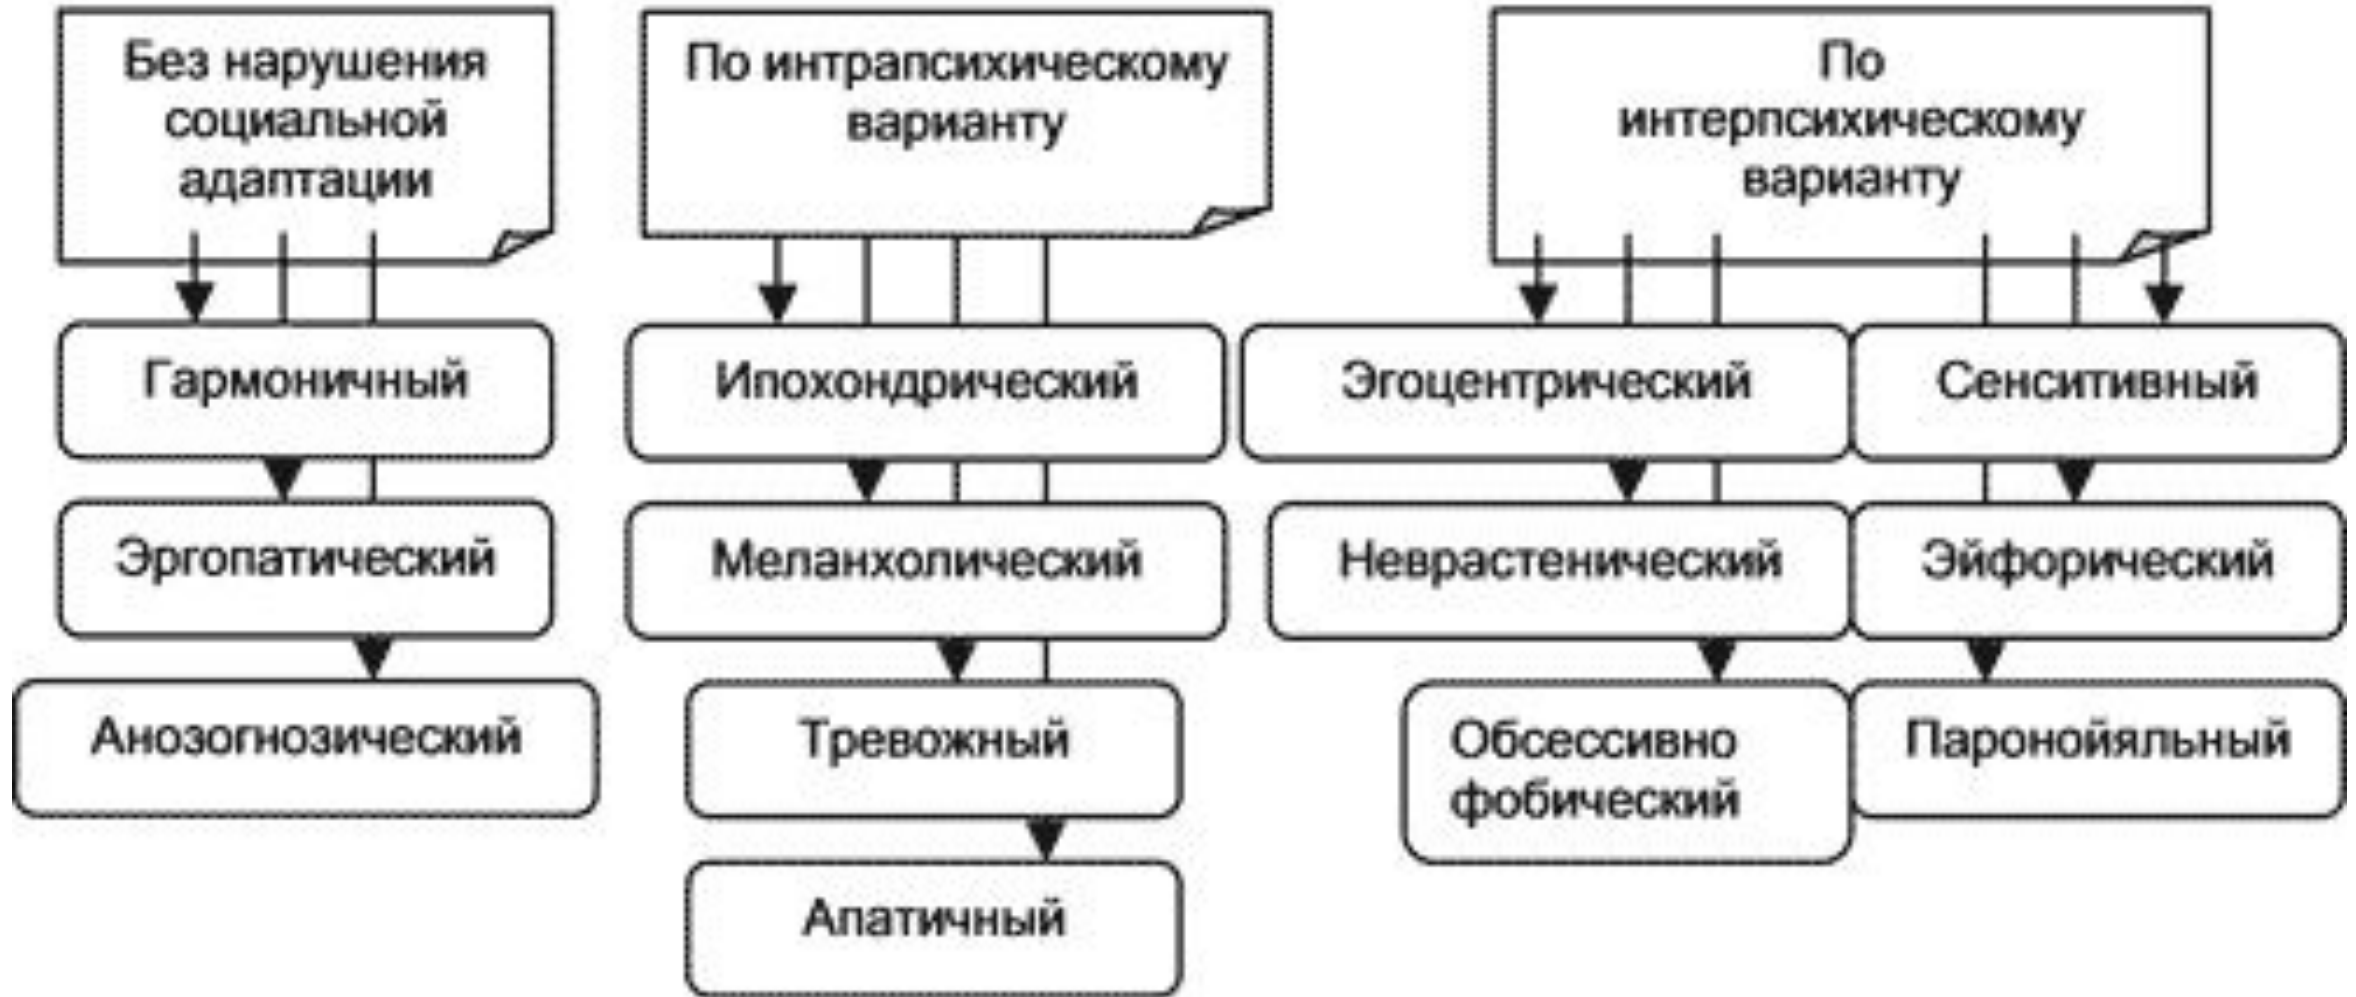 Без нарушения
социальной
адаптации
Гармоничный
Эргопатический
Анозогнозический
По интрапсихическому
варианту
Ипохондрический
Меланхолический
Тревожный
Апатичный
По
интерпсихическому
варианту
Эгоцентрический
Неврастенический
Обсессивно
фобический
Сенситивный
Эйфорический
Паронойяльный